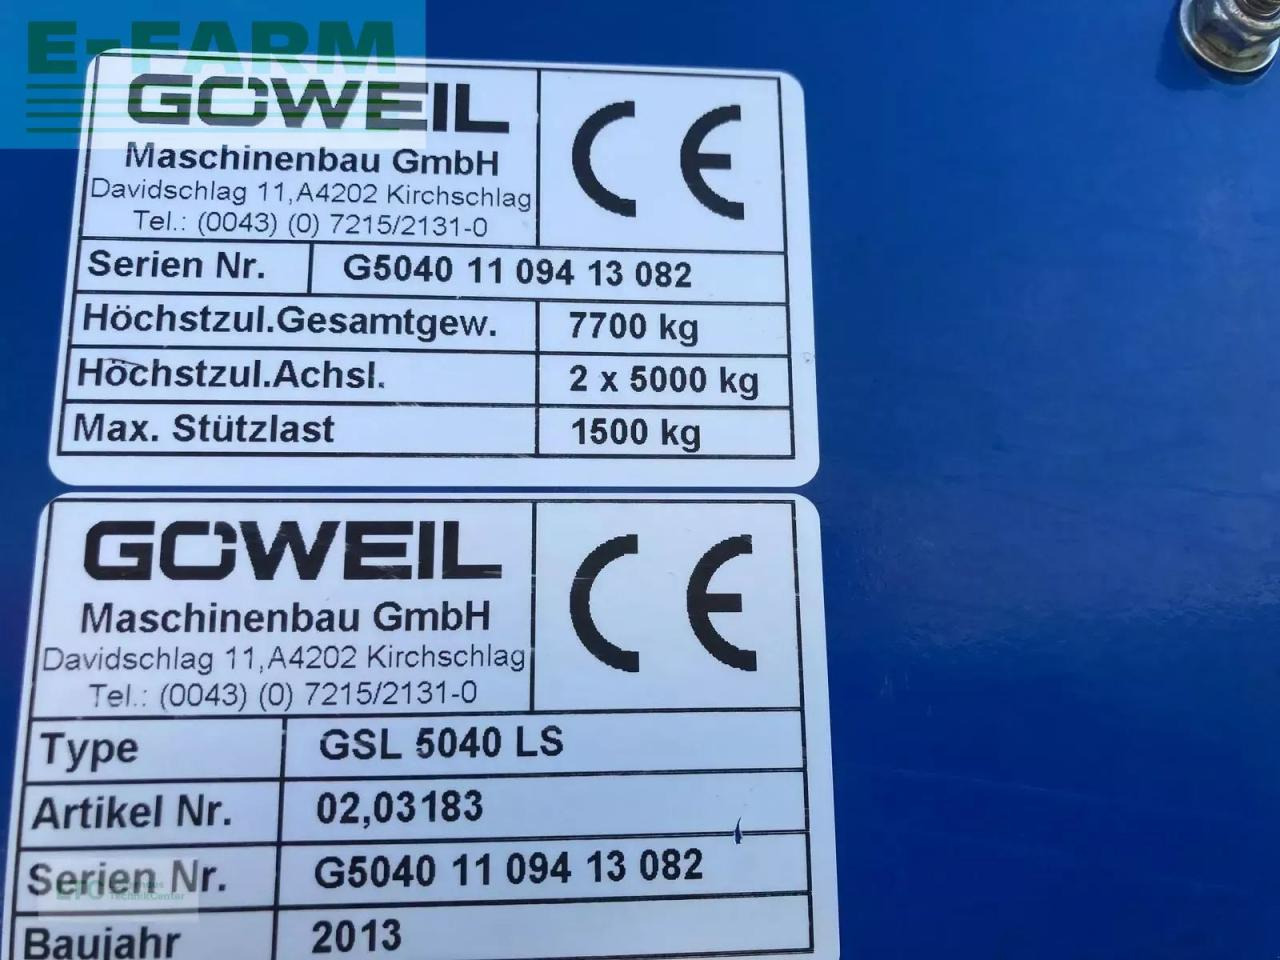 E-FARM
GÖWEIL
Maschinenbau GmbH
Davidschlag 11,A4202 Kirchschlag
Tel.: (0043) (0) 7215/2131-0
CE
Serien Nr. G5040 11 094 13 082
Höchstzul.Gesamtgew. 7700 kg
Höchstzul.Achsl. 2 x 5000 kg
Max. Stützlast 1500 kg
GÖWEIL
Maschinenbau GmbH
Davidschlag 11,A4202 Kirchschlag
Tel.: (0043) (0) 7215/2131-0
CE
Type GSL 5040 LS
Artikel Nr. 02,03183
Serien Nr. G5040 11 094 13 082
TechnikCenter
Baujahr 2013